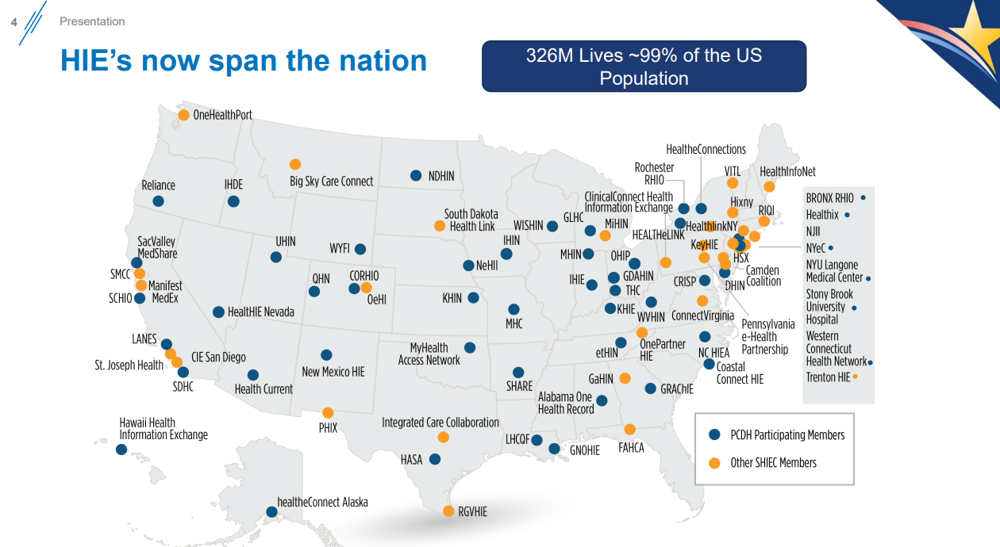 4
Presentation
HIE's now span the nation
326M Lives ~99% of the US
Population
OneHealthPort
Big Sky Care Connect
NDHIN
HealtheConnections
Rochester
RHIO
VITL
HealthInfoNet
Reliance
IHDE
ClinicalConnect Health
Information Exchange
Hixny
RIQI
South Dakota
Health Link
WISHIN
GLHC
MiHIN
HEALTHeLINK
HealthlinkNY
SacValley
MedShare
UHIN
WYFI
IHIN
MHIN
OHIP
KeyHIE
HSX
SMCC
Manifest
MedEx
SCHIO
QHN
CORHIO
OeHI
NeHII
IHIE
GDAHIN
THC
CRISP
DHIN
Camden
Coalition
HealtHIE Nevada
KHIN
MHC
KHIE
WVHIN
ConnectVirginia
Pennsylvania
e-Health
Partnership
LANES
CIE San Diego
St. Joseph Health
SDHC
Health Current
New Mexico HIE
MyHealth
Access Network
SHARE
etHIN
OnePartner
HIE
NC HIEA
Coastal
Connect HIE
GaHIN
GRAChIE
Alabama One
Health Record
PHIX
Integrated Care Collaboration
HASA
LHCQF
GNOHIE
FAHCA
Hawaii Health
Information Exchange
healtheConnect Alaska
RGVHIE
BRONX RHIO
Healthix
NJII
NYeC
NYU Langone
Medical Center
Stony Brook
University
Hospital
Western
Connecticut
Health Network
Trenton HIE
PCDH Participating Members
Other SHIEC Members